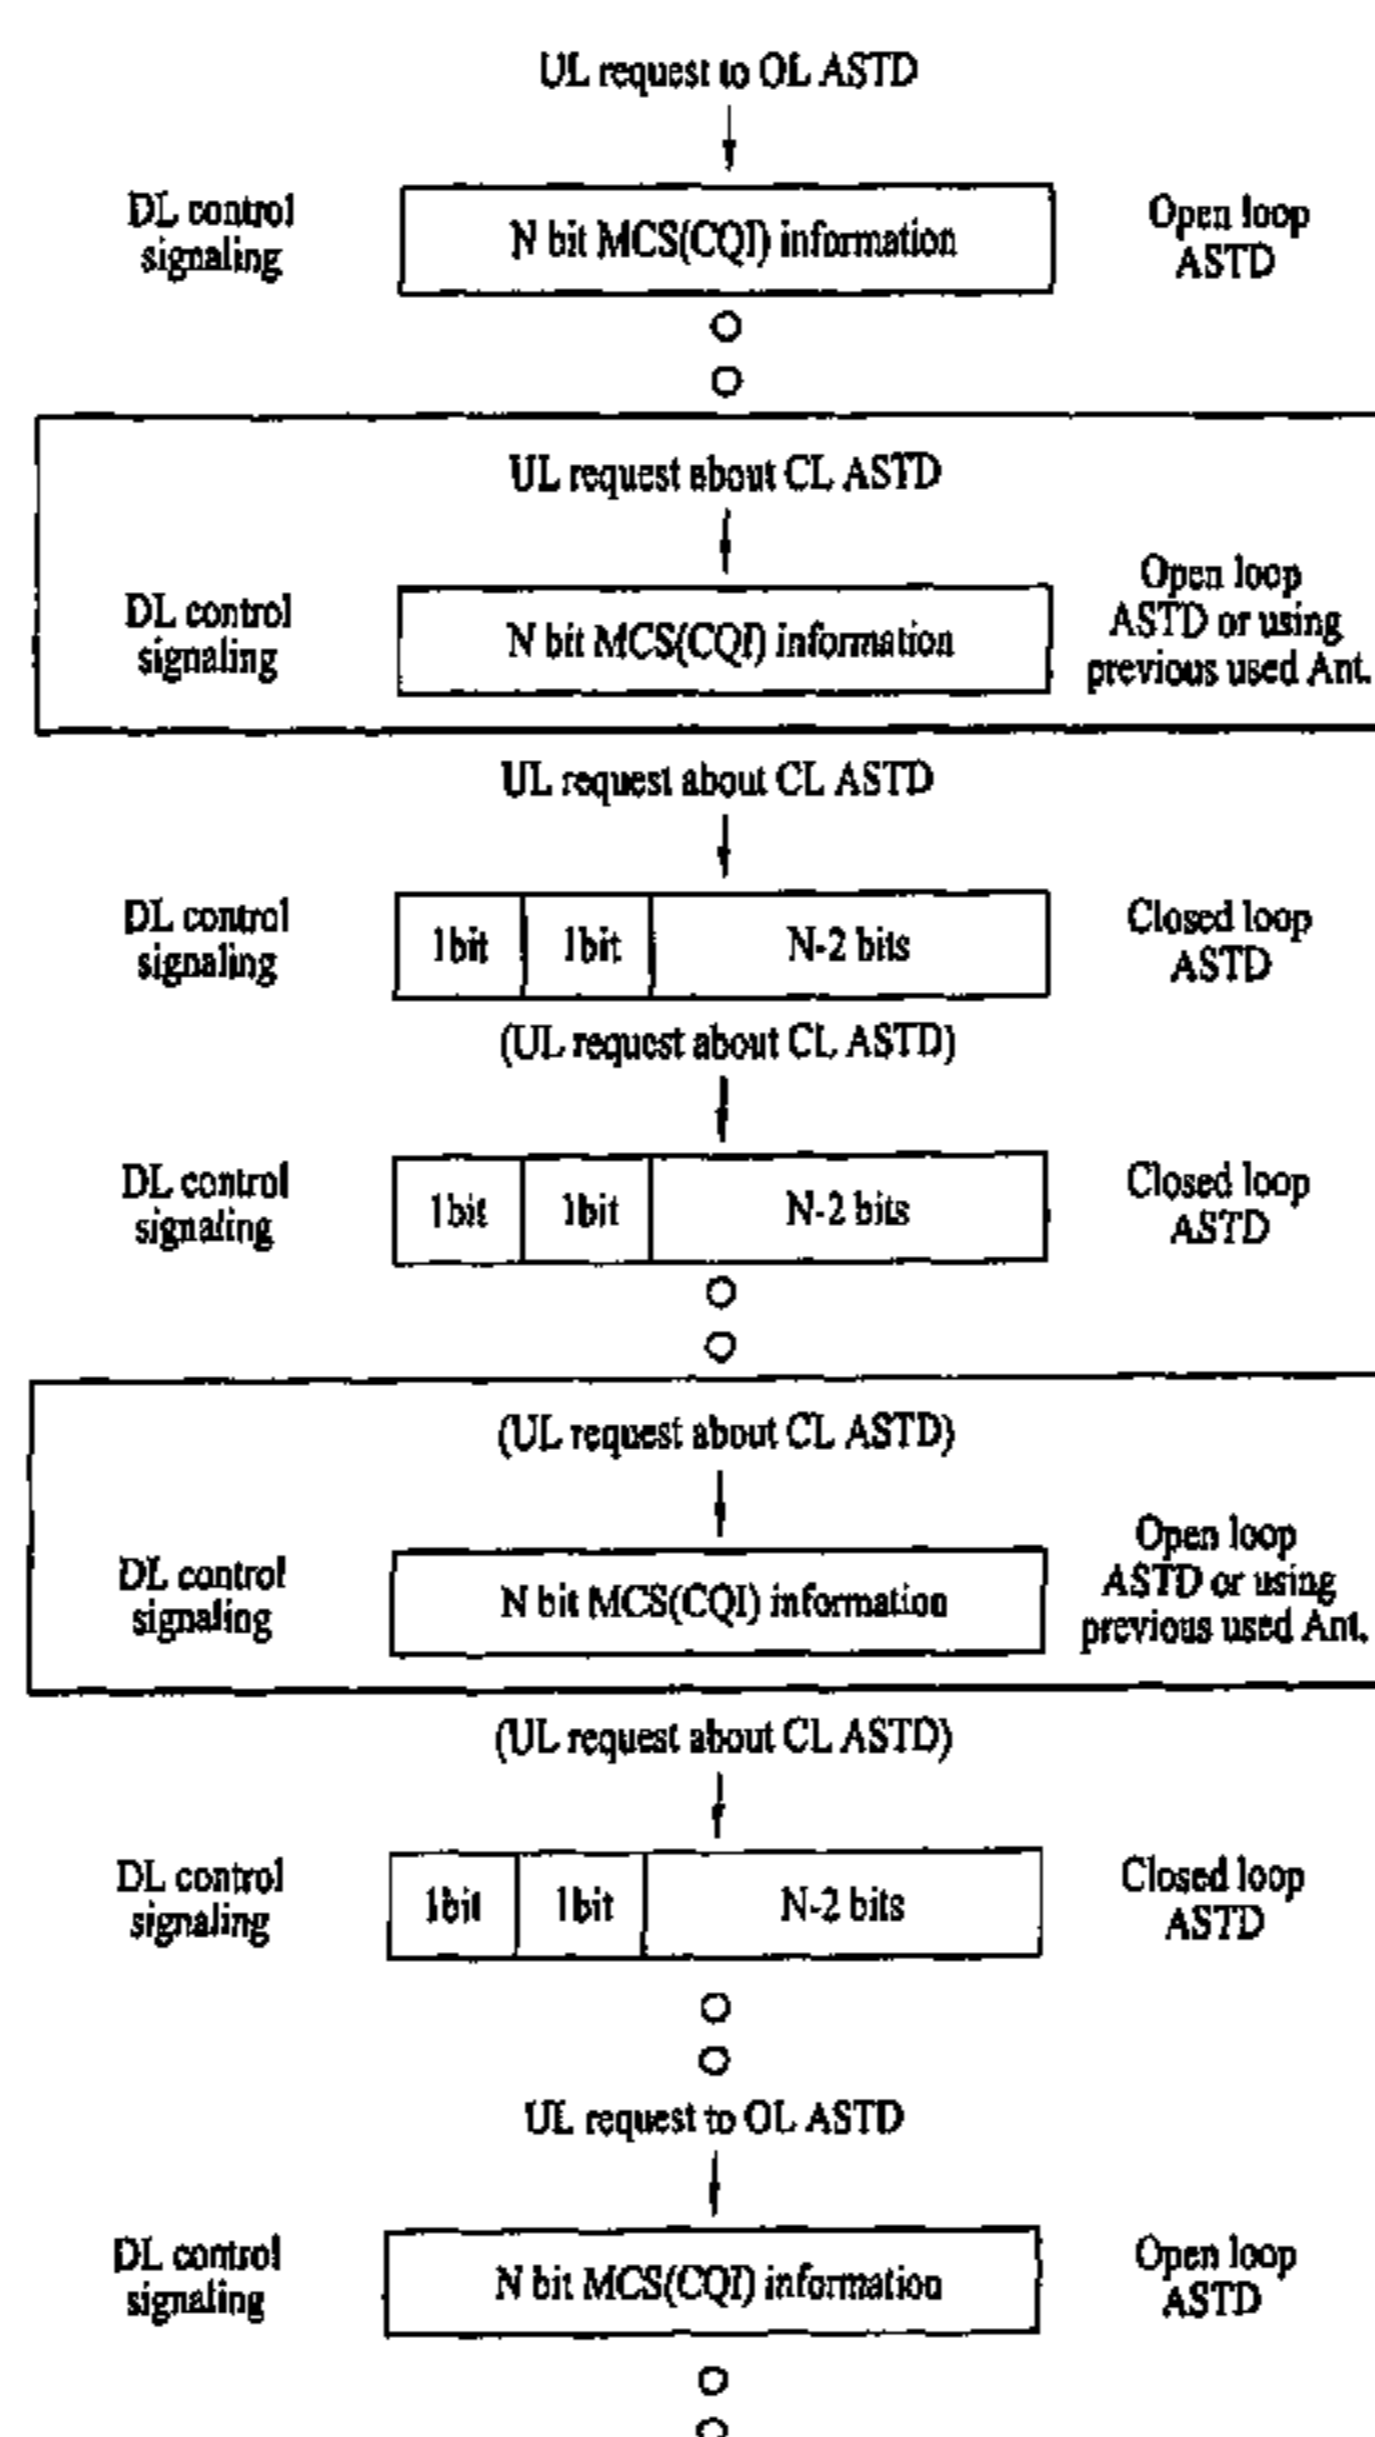 UL request to OL ASTD
DL control
signaling
N bit MCS(CQI) information
Open loop
ASTD
UL request about CL ASTD
DL control
signaling
N bit MCS(CQI) information
Open loop
ASTD or using
previous used Ant.
UL request about CL ASTD
DL control
signaling
1bit
1bit
N-2 bits
Closed loop
ASTD
(UL request about CL ASTD)
DL control
signaling
1bit
1bit
N-2 bits
Closed loop
ASTD
(UL request about CL ASTD)
DL control
signaling
N bit MCS(CQI) information
Open loop
ASTD or using
previous used Ant.
(UL request about CL ASTD)
DL control
signaling
1bit
1bit
N-2 bits
Closed loop
ASTD
UL request to OL ASTD
DL control
signaling
N bit MCS(CQI) information
Open loop
ASTD